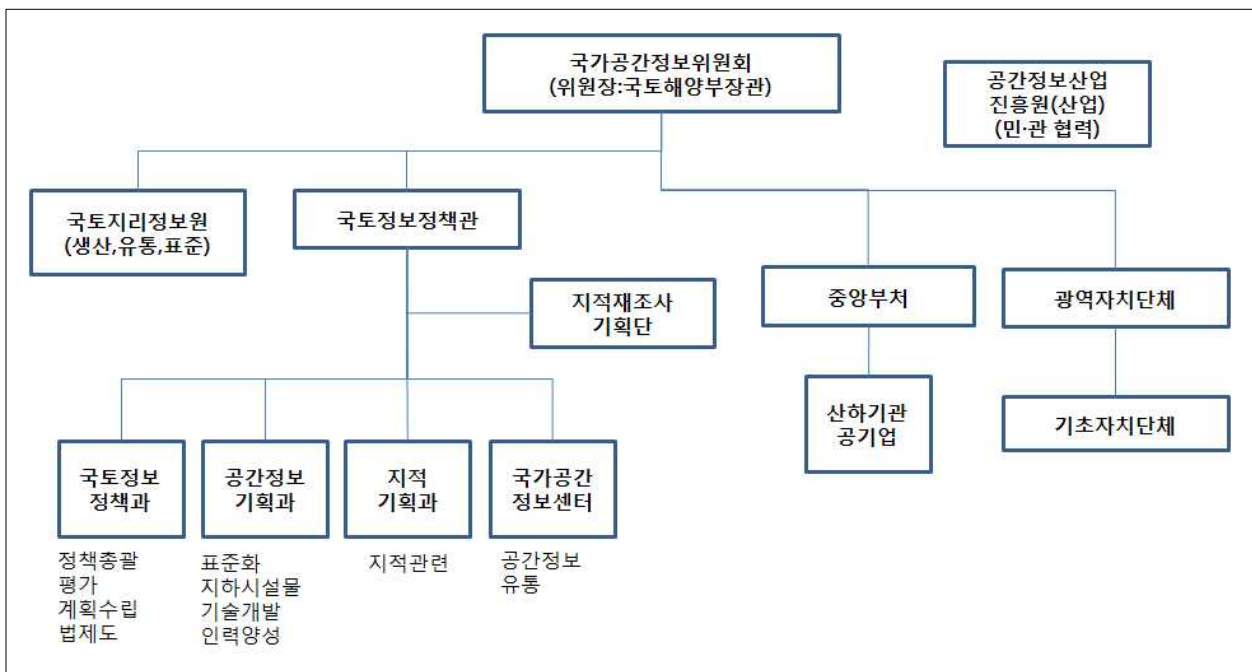 국가공간정보위원회
(위원장:국토해양부장관)
공간정보산업
진흥원(산업)
(민·관 협력)
국토지리정보원
(생산,유통,표준)
국토정보정책관
지적재조사
기획단
중앙부처
광역자치단체
산하기관
공기업
기초자치단체
국토정보
정책과
공간정보
기획과
지적
기획과
국가공간
정보센터
정책총괄
평가
계획수립
법제도
표준화
지하시설물
기술개발
인력양성
지적관련
공간정보
유통